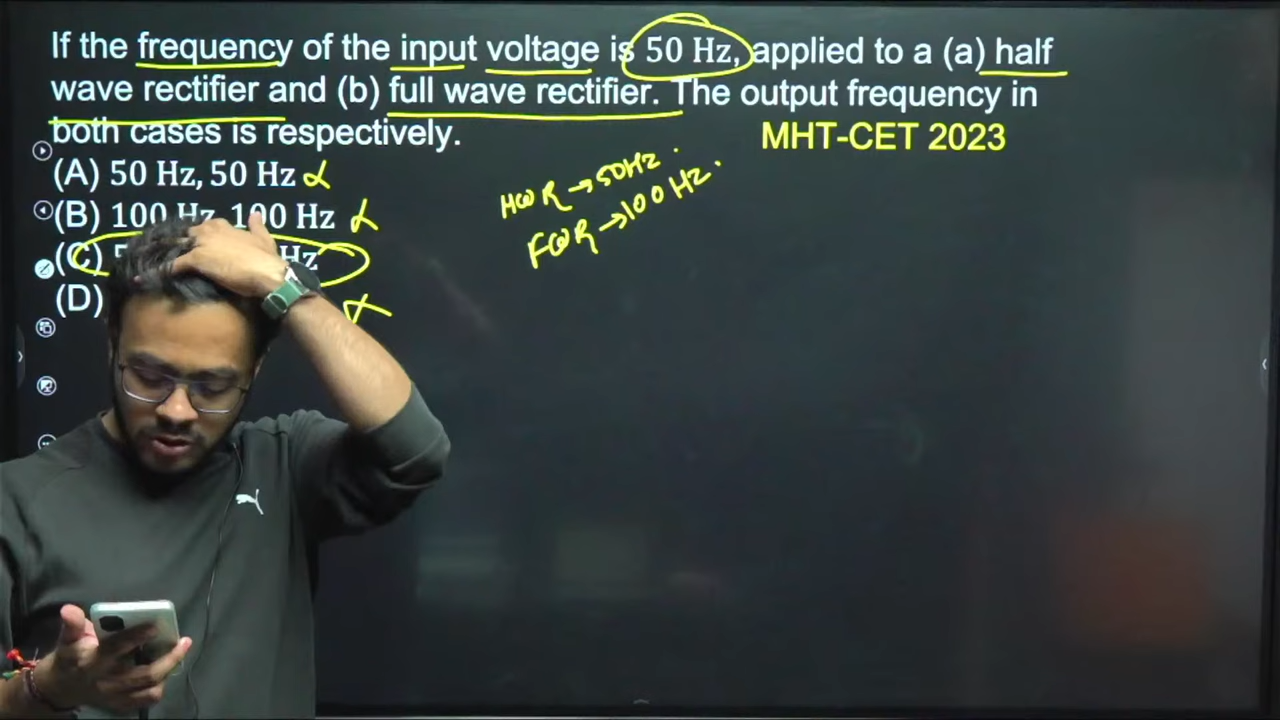 If the frequency of the input voltage is 50 Hz, applied to a (a) half
wave rectifier and (b) full wave rectifier. The output frequency in
both cases is respectively.
MHT-CET 2023
(A) 50 Hz, 50 Hz
(B) 100 Hz, 100 Hz
(C) 5 Hz
(D)
HWR → 50Hz
FWR → 100 Hz